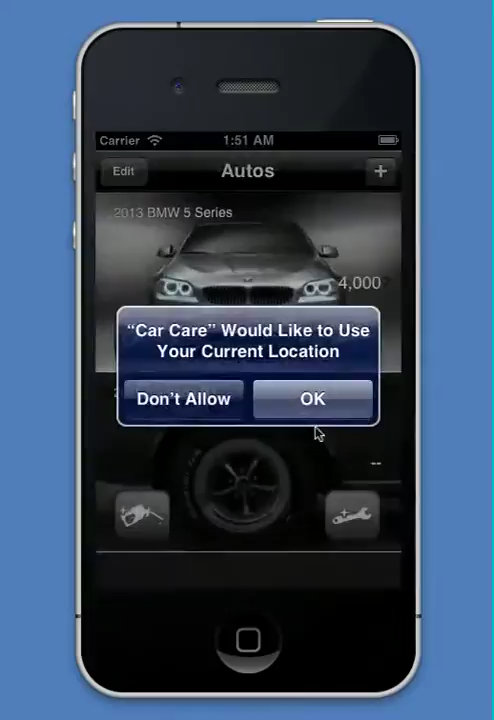 Carrier 1:51 AM
Edit Autos +
2013 BMW 5 Series
4,000
“Car Care” Would Like to Use
Your Current Location
Don’t Allow OK
--